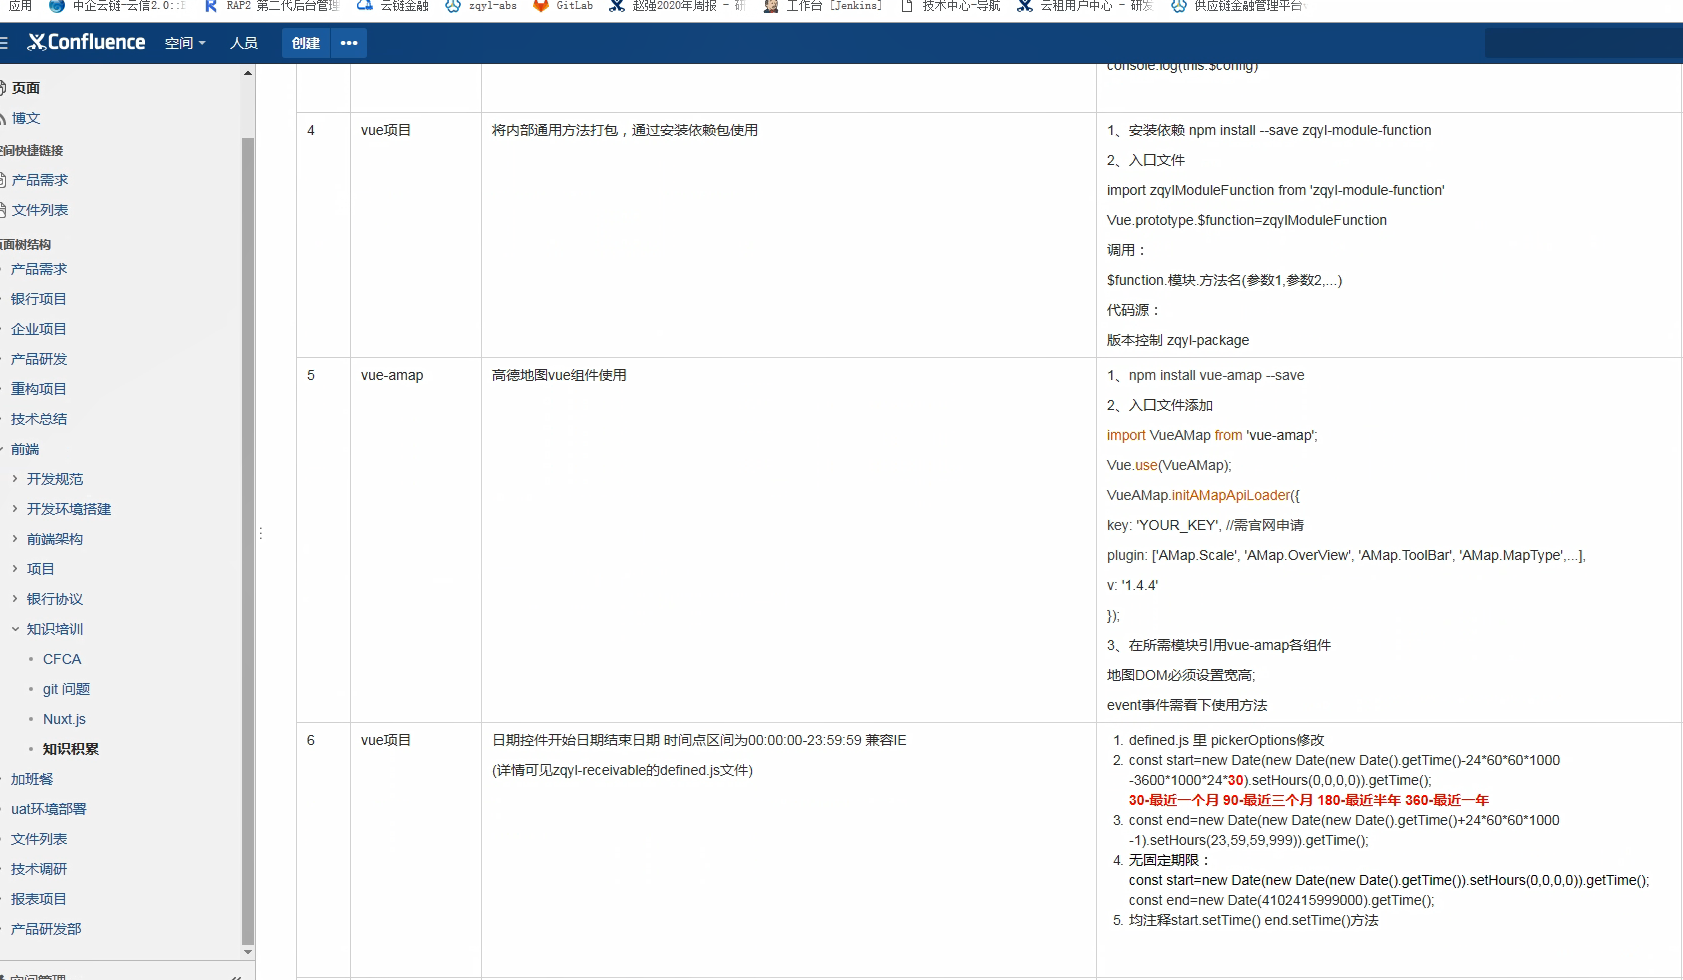 应用 中企云链-云信2.0: RAP2 第二代后台管理 云链金融 zqyl-abs GitLab 赵强2020年周报 - 研 工作台 [Jenkins] 技术中心-导航 云租用户中心 - 研发 供应链金融管理平台
Confluence 空间 人员 创建 •••
页面
博文
空间快捷链接
产品需求
文件列表
页面树结构
产品需求
银行项目
企业项目
产品研发
重构项目
技术总结
前端
开发规范
开发环境搭建
前端架构
项目
银行协议
知识培训
CFCA
git 问题
Nuxt.js
知识积累
加班餐
uat环境部署
文件列表
技术调研
报表项目
产品研发部
空间管理
console.log(this.$config)
4 vue项目 将内部通用方法打包，通过安装依赖包使用
1、安装依赖 npm install --save zqyl-module-function
2、入口文件
import zqylModuleFunction from 'zqyl-module-function'
Vue.prototype.$function=zqylModuleFunction
调用：
$function.模块.方法名(参数1,参数2,...)
代码源：
版本控制 zqyl-package
5 vue-amap 高德地图vue组件使用
1、npm install vue-amap --save
2、入口文件添加
import VueAMap from 'vue-amap';
Vue.use(VueAMap);
VueAMap.initAMapApiLoader({
key: 'YOUR_KEY', //需官网申请
plugin: ['AMap.Scale', 'AMap.OverView', 'AMap.ToolBar', 'AMap.MapType',...],
v: '1.4.4'
});
3、在所需模块引用vue-amap各组件
地图DOM必须设置宽高;
event事件需看下使用方法
6 vue项目 日期控件开始日期结束日期 时间点区间为00:00:00-23:59:59 兼容IE
(详情可见zqyl-receivable的defined.js文件)
1. defined.js 里 pickerOptions修改
2. const start=new Date(new Date(new Date().getTime()-24*60*60*1000
-3600*1000*24*30).setHours(0,0,0,0)).getTime();
30-最近一个月 90-最近三个月 180-最近半年 360-最近一年
3. const end=new Date(new Date(new Date().getTime()+24*60*60*1000
-1).setHours(23,59,59,999)).getTime();
4. 无固定期限：
const start=new Date(new Date(new Date().getTime()).setHours(0,0,0,0)).getTime();
const end=new Date(4102415999000).getTime();
5. 均注释start.setTime() end.setTime()方法